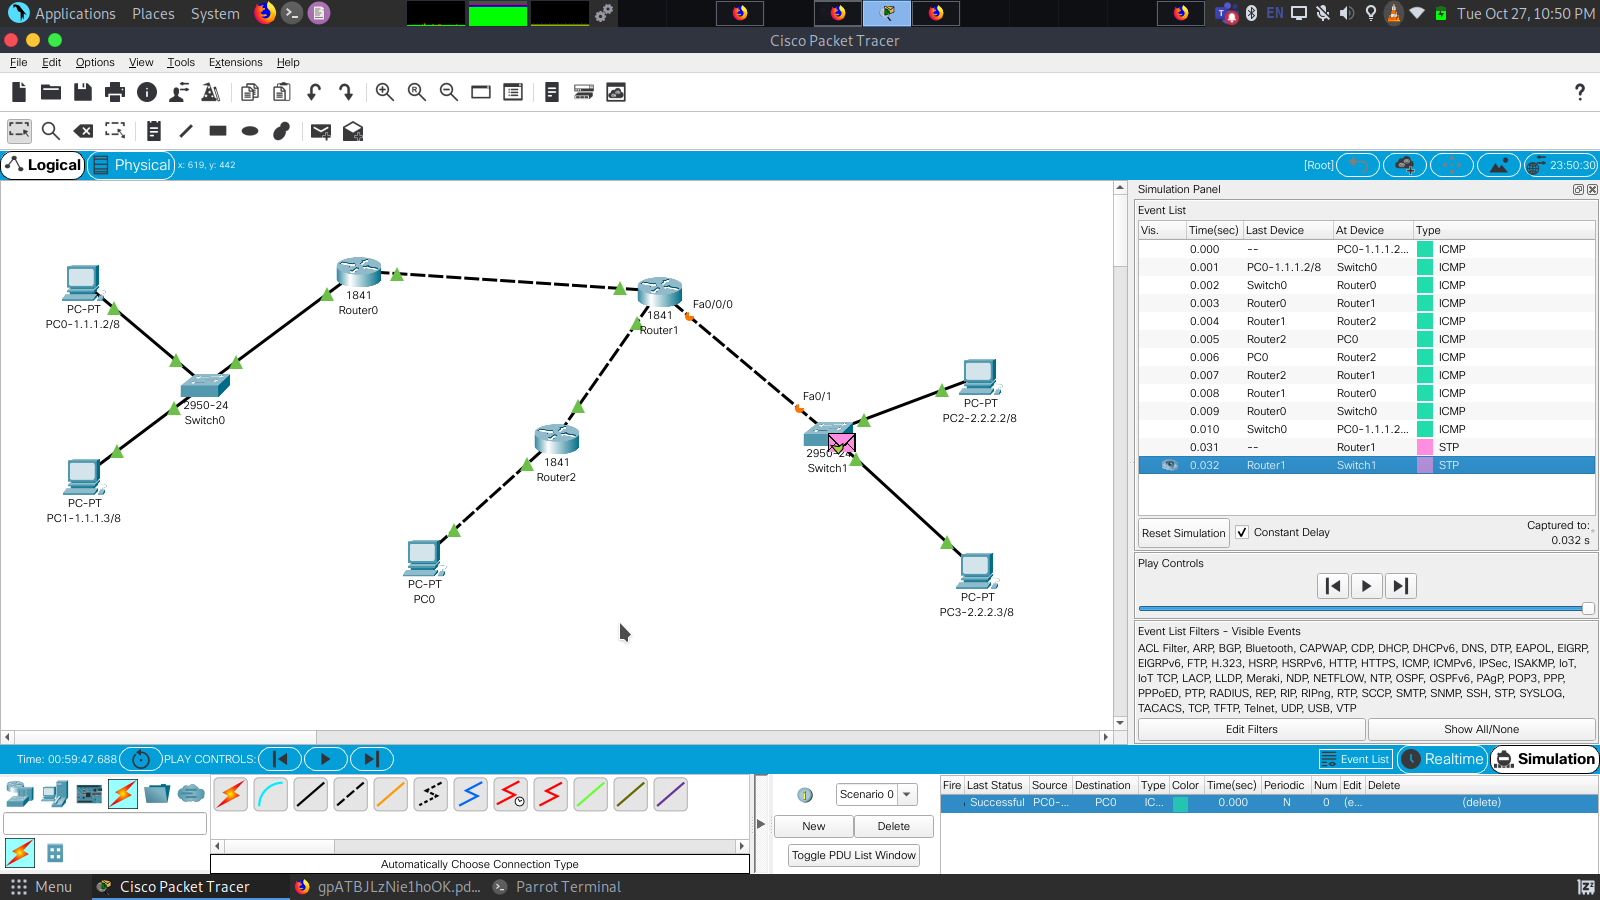 Applications Places System EN Tue Oct 27, 10:50 PM
Cisco Packet Tracer
File Edit Options View Tools Extensions Help
Logical Physical x: 619, y: 442 [Root] 23:50:30
Fa0/0/0
1841
Router0
1841
Router1
PC-PT
PC0-1.1.1.2/8
Fa0/1
2950-24
Switch0
PC-PT
PC2-2.2.2.2/8
1841
Router2
2950-24
Switch1
PC-PT
PC1-1.1.1.3/8
PC-PT
PC0
PC-PT
PC3-2.2.2.3/8
Simulation Panel
Event List
Vis. Time(sec) Last Device At Device Type
0.000 -- PC0-1.1.1.2... ICMP
0.001 PC0-1.1.1.2/8 Switch0 ICMP
0.002 Switch0 Router0 ICMP
0.003 Router0 Router1 ICMP
0.004 Router1 Router2 ICMP
0.005 Router2 PC0 ICMP
0.006 PC0 Router2 ICMP
0.007 Router2 Router1 ICMP
0.008 Router1 Router0 ICMP
0.009 Router0 Switch0 ICMP
0.010 Switch0 PC0-1.1.1.2... ICMP
0.031 -- Router1 STP
0.032 Router1 Switch1 STP
Reset Simulation Constant Delay Captured to:
0.032 s
Play Controls
Event List Filters - Visible Events
ACL Filter, ARP, BGP, Bluetooth, CAPWAP, CDP, DHCP, DHCPv6, DNS, DTP, EAPOL, EIGRP,
EIGRPv6, FTP, H.323, HSRP, HSRPv6, HTTP, HTTPS, ICMP, ICMPv6, IPSec, ISAKMP, IoT,
IoT TCP, LACP, LLDP, Meraki, NDP, NETFLOW, NTP, OSPF, OSPFv6, PAgP, POP3, PPP,
PPPoED, PTP, RADIUS, REP, RIP, RIPng, RTP, SCCP, SMTP, SNMP, SSH, STP, SYSLOG,
TACACS, TCP, TFTP, Telnet, UDP, USB, VTP
Edit Filters Show All/None
Time: 00:59:47.688 PLAY CONTROLS: Event List Realtime Simulation
Automatically Choose Connection Type
Scenario 0
New Delete
Toggle PDU List Window
Fire Last Status Source Destination Type Color Time(sec) Periodic Num Edit Delete
Successful PC0-... PC0 IC... 0.000 N 0 (e... (delete)
Menu Cisco Packet Tracer gpATBJLzNie1hoOK.pd... Parrot Terminal